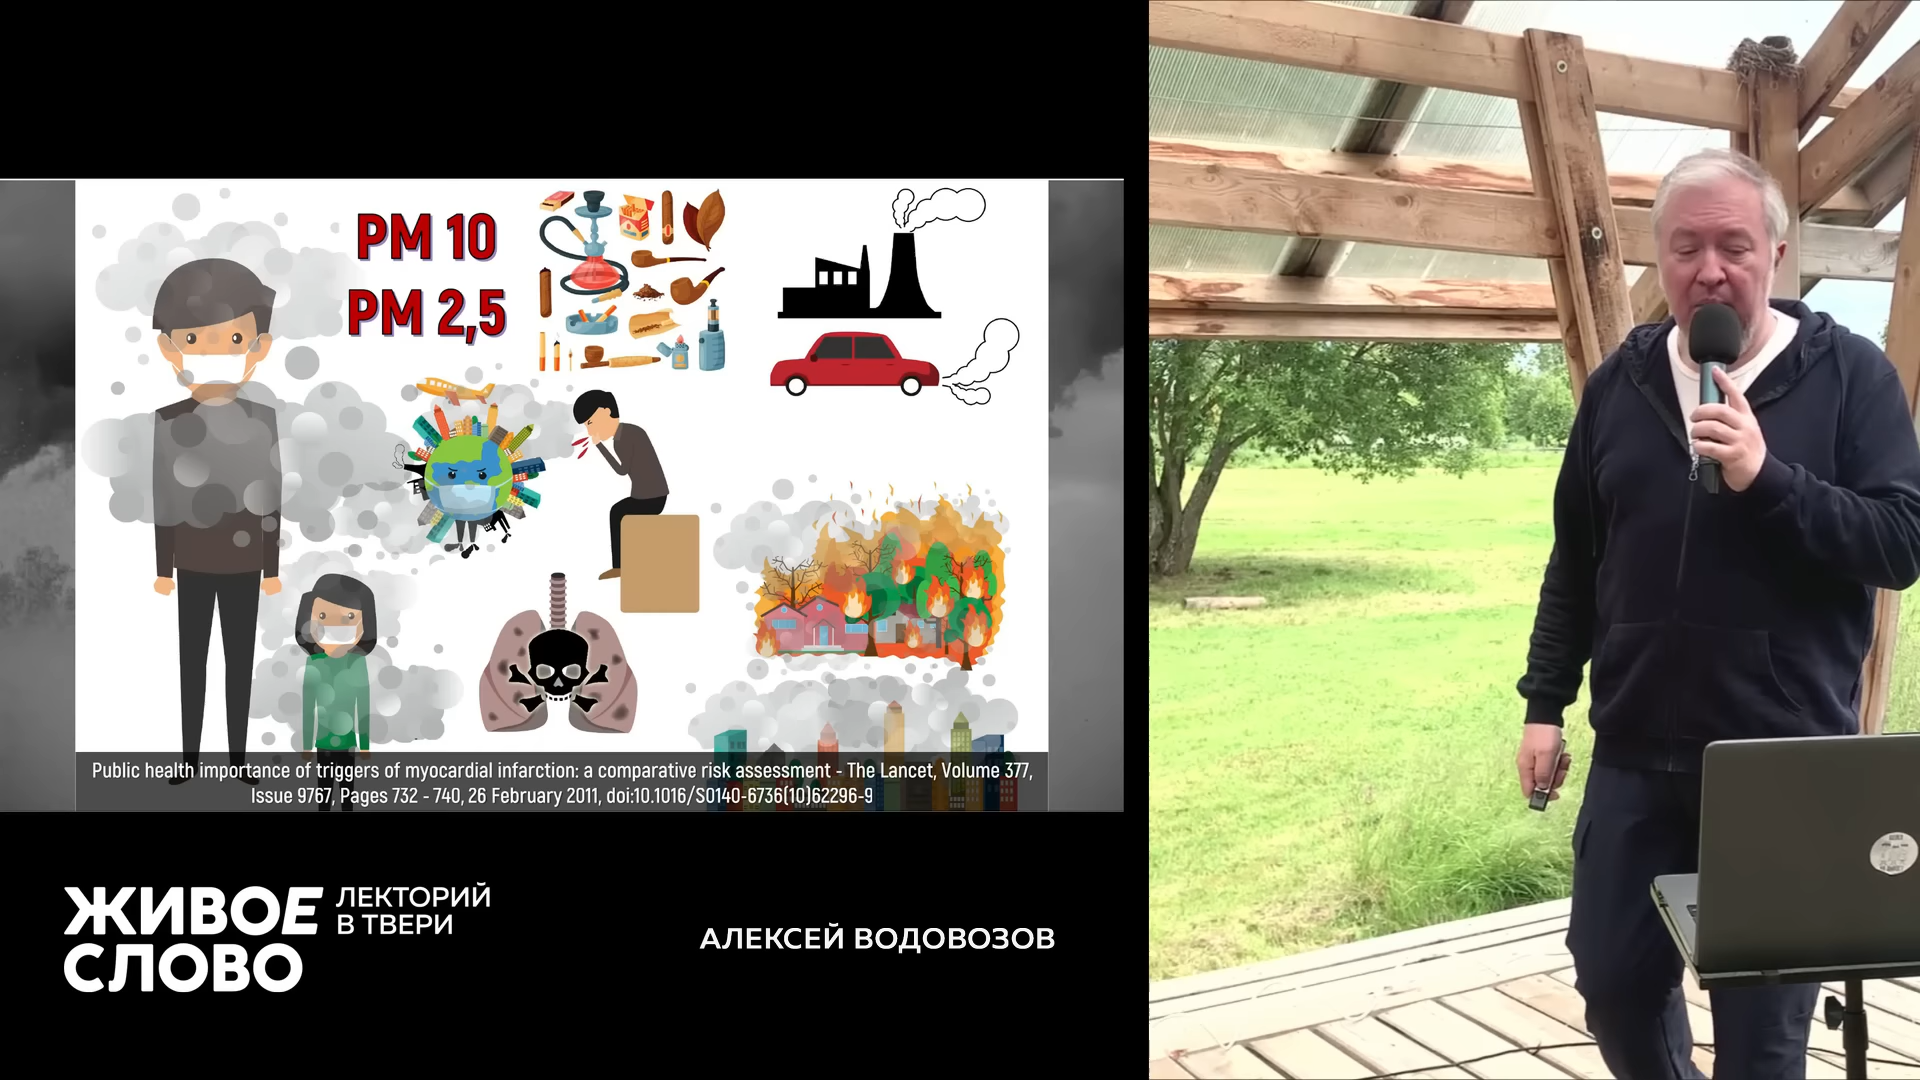 PM 10
PM 2,5
Public health importance of triggers of myocardial infarction: a comparative risk assessment - The Lancet, Volume 377,
Issue 9767, Pages 732 - 740, 26 February 2011, doi:10.1016/S0140-6736(10)62296-9
ЖИВОЕ
СЛОВО
ЛЕКТОРИЙ
В ТВЕРИ
АЛЕКСЕЙ ВОДОВОЗОВ